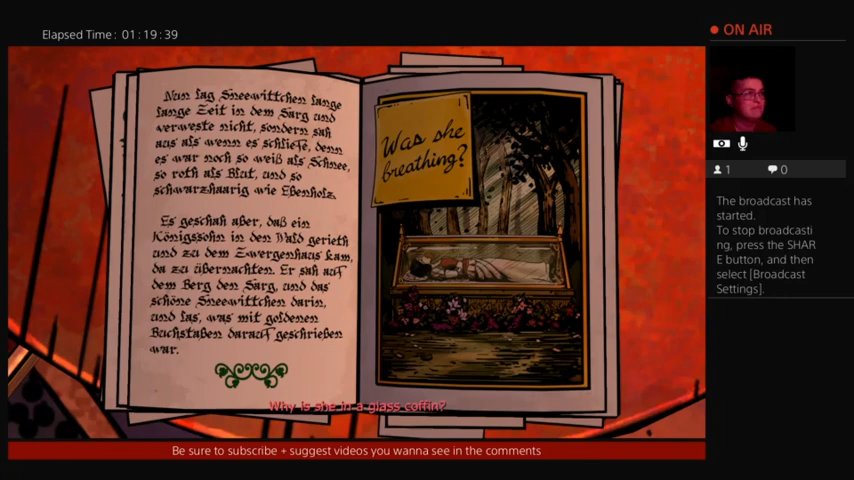 Elapsed Time : 01 : 19 : 39
ON AIR
1
0
The broadcast has
started.
To stop broadcasti
ng, press the SHAR
E button, and then
select [Broadcast
Settings].
Nun lag Sneewittchen lange
lange Zeit in dem Sarg und
verweste nicht, sondern sah
aus als wenn es schliefe, denn
es war noch so weiß als Schnee,
so roth als Blut, und so
schwarzhaarig wie Ebenholz.
Es geschah aber, daß ein
Königssohn in den Wald gerieth
und zu dem Zwergenhaus kam,
da zu übernachten. Er sah auf
dem Berg den Sarg, und das
schöne Sneewittchen darin,
und las, was mit goldenen
Buchstaben darauf geschrieben
war.
Was she
breathing?
Why is she in a glass coffin?
Be sure to subscribe + suggest videos you wanna see in the comments